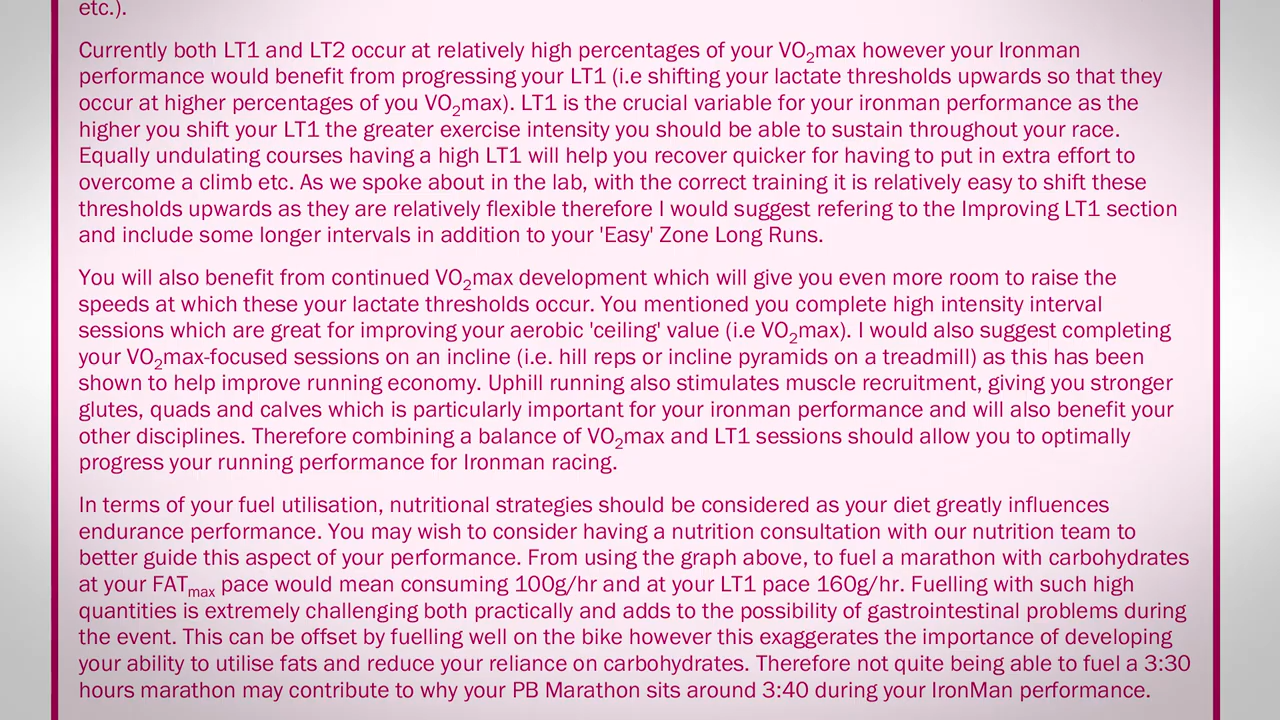 etc.).
Currently both LT1 and LT2 occur at relatively high percentages of your VO2max however your Ironman
performance would benefit from progressing your LT1 (i.e shifting your lactate thresholds upwards so that they
occur at higher percentages of you VO2max). LT1 is the crucial variable for your ironman performance as the
higher you shift your LT1 the greater exercise intensity you should be able to sustain throughout your race.
Equally undulating courses having a high LT1 will help you recover quicker for having to put in extra effort to
overcome a climb etc. As we spoke about in the lab, with the correct training it is relatively easy to shift these
thresholds upwards as they are relatively flexible therefore I would suggest refering to the Improving LT1 section
and include some longer intervals in addition to your 'Easy' Zone Long Runs.
You will also benefit from continued VO2max development which will give you even more room to raise the
speeds at which these your lactate thresholds occur. You mentioned you complete high intensity interval
sessions which are great for improving your aerobic 'ceiling' value (i.e VO2max). I would also suggest completing
your VO2max-focused sessions on an incline (i.e. hill reps or incline pyramids on a treadmill) as this has been
shown to help improve running economy. Uphill running also stimulates muscle recruitment, giving you stronger
glutes, quads and calves which is particularly important for your ironman performance and will also benefit your
other disciplines. Therefore combining a balance of VO2max and LT1 sessions should allow you to optimally
progress your running performance for Ironman racing.
In terms of your fuel utilisation, nutritional strategies should be considered as your diet greatly influences
endurance performance. You may wish to consider having a nutrition consultation with our nutrition team to
better guide this aspect of your performance. From using the graph above, to fuel a marathon with carbohydrates
at your FATmax pace would mean consuming 100g/hr and at your LT1 pace 160g/hr. Fuelling with such high
quantities is extremely challenging both practically and adds to the possibility of gastrointestinal problems during
the event. This can be offset by fuelling well on the bike however this exaggerates the importance of developing
your ability to utilise fats and reduce your reliance on carbohydrates. Therefore not quite being able to fuel a 3:30
hours marathon may contribute to why your PB Marathon sits around 3:40 during your IronMan performance.